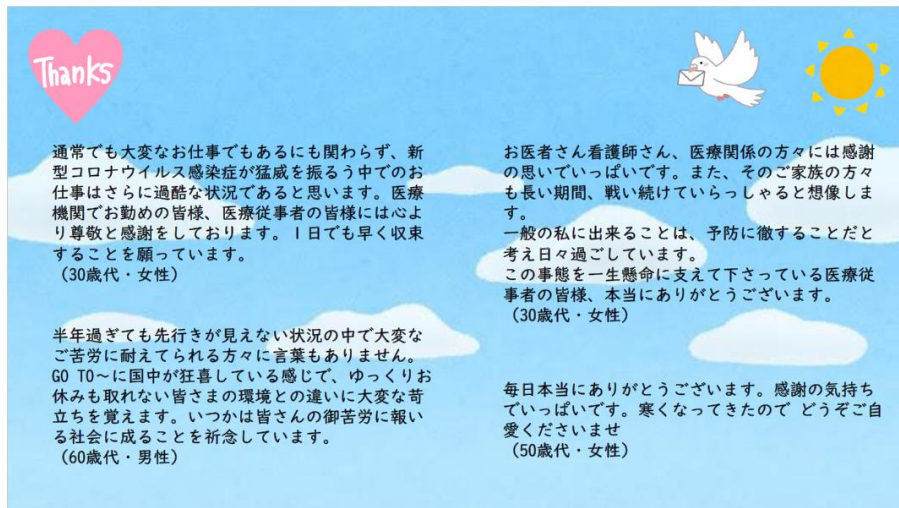 Thanks
通常でも大変なお仕事でもあるにも関わらず、新
型コロナウイルス感染症が猛威を振るう中でのお
仕事はさらに過酷な状況であると思います。医療
機関でお勤めの皆様、医療従事者の皆様には心よ
り尊敬と感謝をしております。1日でも早く収束
することを願っています。
（30歳代・女性）
半年過ぎても先行きが見えない状況の中で大変な
ご苦労に耐えてられる方々に言葉もありません。
GO TO～に国中が狂喜している感じで、ゆっくりお
休みも取れない皆さまの環境との違いに大変な苛
立ちを覚えます。いつかは皆さんの御苦労に報い
る社会に成ることを祈念しています。
（60歳代・男性）
お医者さん看護師さん、医療関係の方々には感謝
の思いでいっぱいです。また、そのご家族の方々
も長い期間、戦い続けていらっしゃると想像しま
す。
一般の私に出来ることは、予防に徹することだと
考え日々過ごしています。
この事態を一生懸命に支えて下さっている医療従
事者の皆様、本当にありがとうございます。
（30歳代・女性）
毎日本当にありがとうございます。感謝の気持ち
でいっぱいです。寒くなってきたので どうぞご自
愛くださいませ
（50歳代・女性）